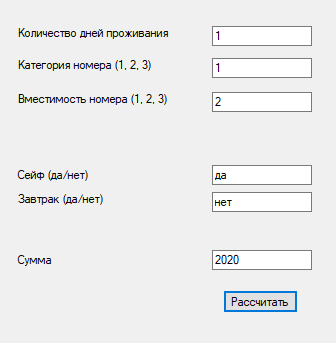 Количество дней проживания 1
Категория номера (1, 2, 3) 1
Вместимость номера (1, 2, 3) 2
Сейф (да/нет) да
Завтрак (да/нет) нет
Сумма 2020
Рассчитать